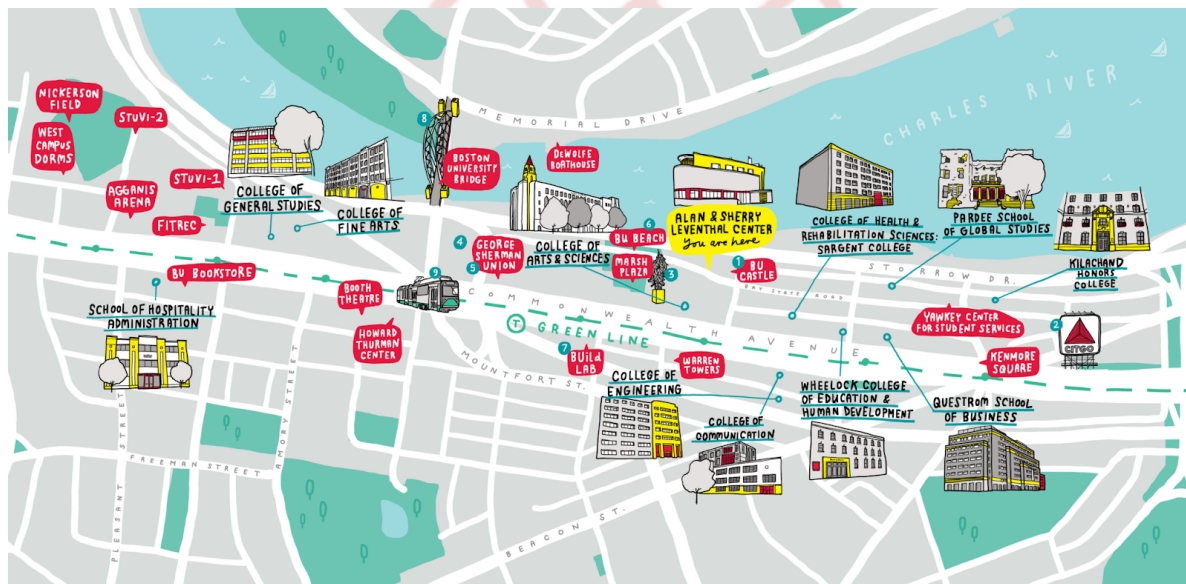 MEMORIAL DRIVE
CHARLES RIVER
NICKERSON
FIELD
STUVI-2
WEST
CAMPUS
DORMS
AGGANIS
ARENA
STUVI-1
FITREC
COLLEGE OF
GENERAL STUDIES
COLLEGE OF
FINE ARTS
8
BOSTON
UNIVERSITY
BRIDGE
DEWOLFE
BOATHOUSE
4
GEORGE
SHERMAN
UNION
5
COLLEGE OF
ARTS & SCIENCES
6
BU BEACH
MARSH
PLAZA
3
ALAN & SHERRY
LEVENTHAL CENTER
You are here
1
BU
CASTLE
BAY STATE ROAD
COLLEGE OF HEALTH &
REHABILITATION SCIENCES:
SARGENT COLLEGE
PARDEE SCHOOL
OF GLOBAL STUDIES
STORROW DR.
KILACHAND
HONORS
COLLEGE
BU BOOKSTORE
SCHOOL OF HOSPITALITY
ADMINISTRATION
BOOTH
THEATRE
9
HOWARD
THURMAN
CENTER
COMMONWEALTH AVENUE
T
GREEN LINE
MOUNTFORT ST.
7
BUILD
LAB
WARREN
TOWERS
YAWKEY CENTER
FOR STUDENT SERVICES
2
CITGO
KENMORE
SQUARE
COLLEGE OF
ENGINEERING
COLLEGE OF
COMMUNICATION
WHEELOCK COLLEGE
OF EDUCATION &
HUMAN DEVELOPMENT
QUESTROM SCHOOL
OF BUSINESS
PLEASANT STREET
FREEMAN STREET
AMORY STREET
BEACON ST.